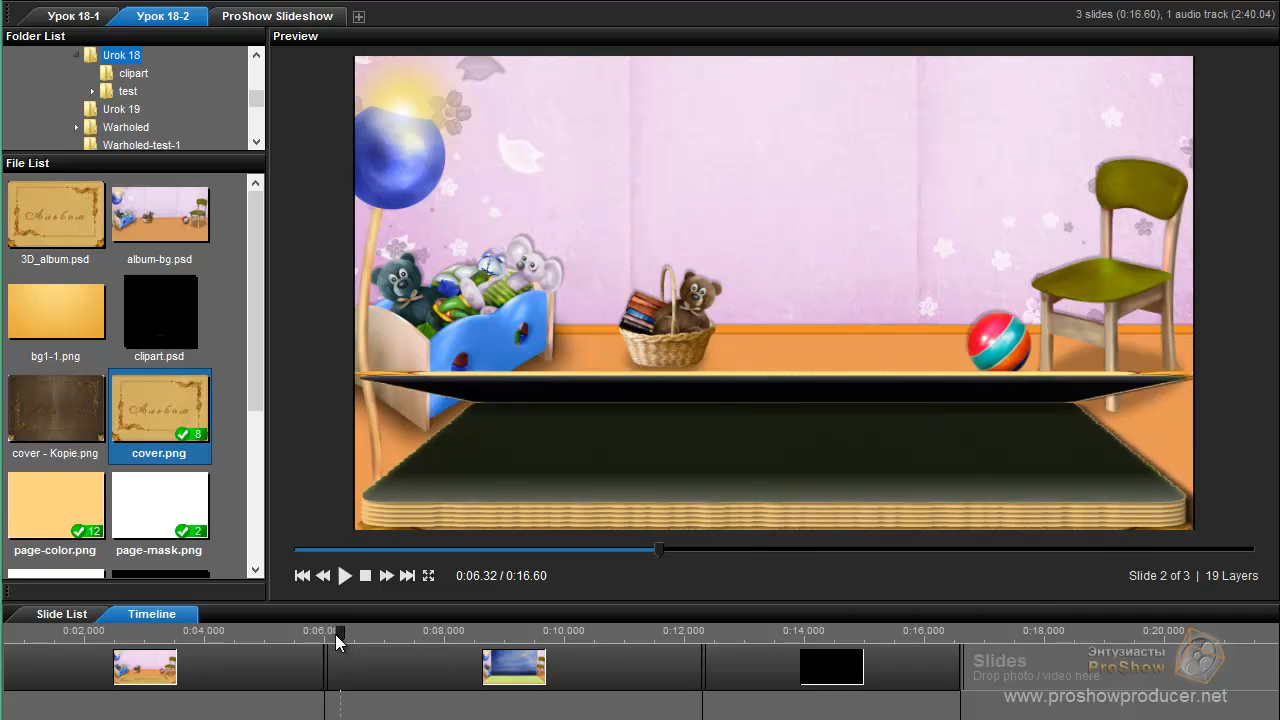 Урок 18-1
Урок 18-2
ProShow Slideshow
3 slides (0:16.60), 1 audio track (2:40.04)
Folder List
Preview
Urok 18
clipart
test
Urok 19
Warholed
Warholed-test-1
File List
Альбом
3D_album.psd
album-bg.psd
bg1-1.png
clipart.psd
Альбом
8
cover - Kopie.png
cover.png
12
2
page-color.png
page-mask.png
0:06.32 / 0:16.60
Slide 2 of 3 | 19 Layers
Slide List
Timeline
0:02.000
0:04.000
0:06.
0:08.000
0:10.000
0:12.000
0:14.000
0:16.000
0:18.000
0:20.000
Slides
Drop photo / video here.
Энтузиасты
ProShow
www.proshowproducer.net